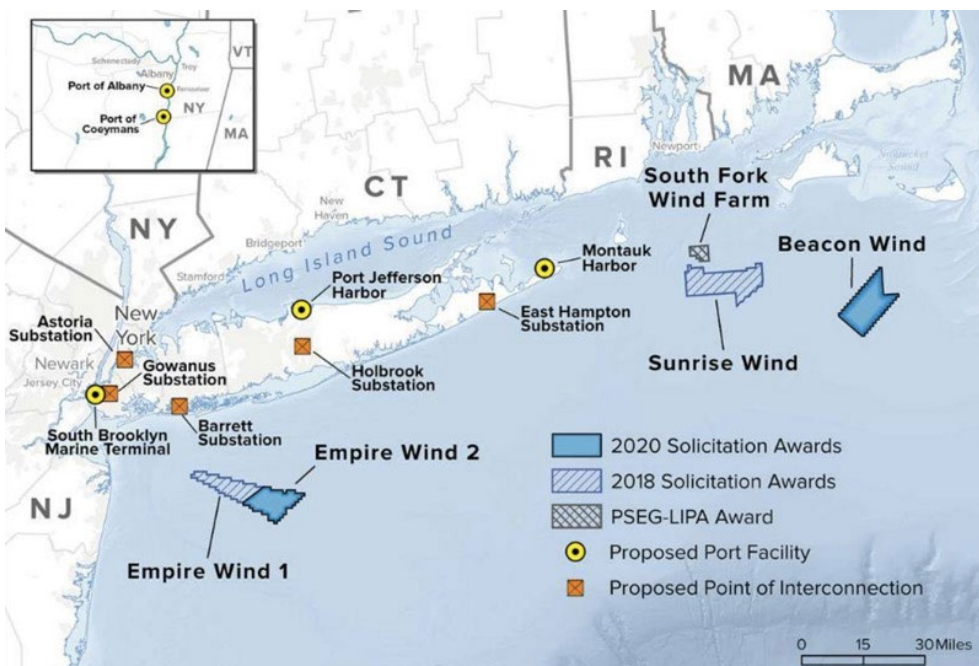 Schenectady
Troy
VT
Albany
Port of Albany
NY
Port of
Coeymans
MA
MA
RI
Newport
CT
South Fork
Wind Farm
Beacon Wind
New
Haven
NY
Bridgeport
Long Island Sound
Stamford
Montauk
Harbor
Port Jefferson
Harbor
East Hampton
Substation
Astoria
Substation
New
York
Sunrise Wind
Newark
Gowanus
Substation
Holbrook
Substation
Jersey City
Barrett
Substation
South Brooklyn
Marine Terminal
Empire Wind 2
2020 Solicitation Awards
2018 Solicitation Awards
NJ
PSEG-LIPA Award
Proposed Port Facility
Empire Wind 1
Proposed Point of Interconnection
0 15 30 Miles